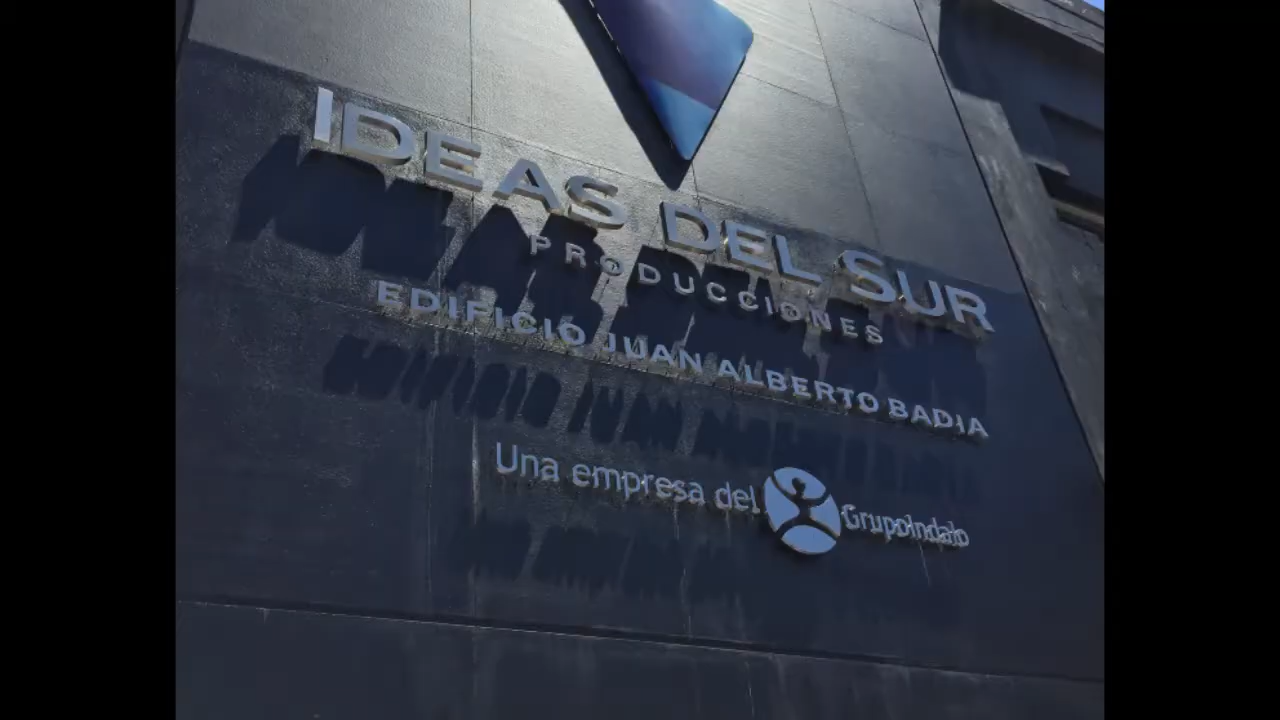 IDEAS DEL SUR
PRODUCCIONES
EDIFICIO JUAN ALBERTO BADIA
Una empresa del GrupoIndalo